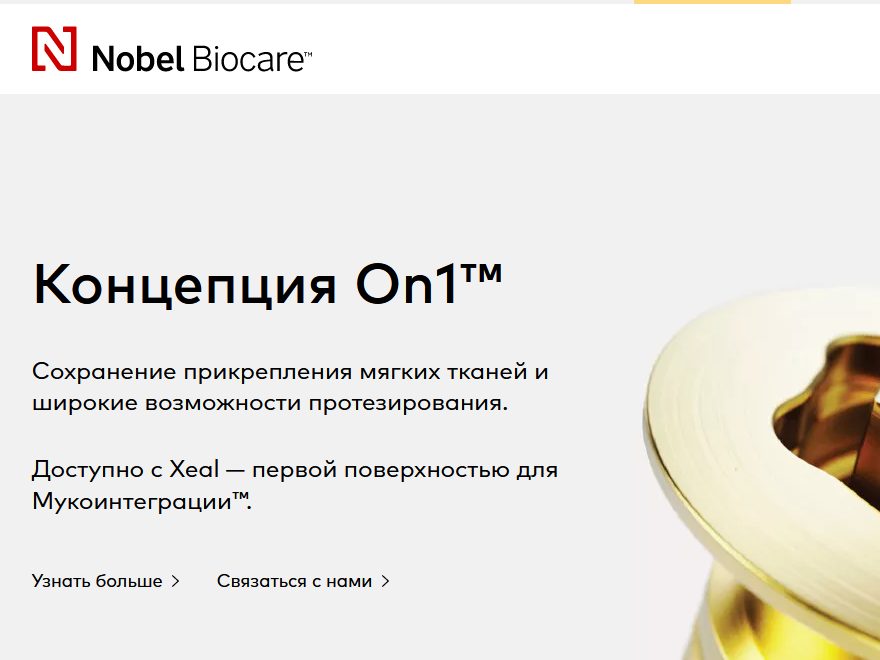 Nobel Biocare™
Концепция On1™
Сохранение прикрепления мягких тканей и
широкие возможности протезирования.
Доступно с Xeal — первой поверхностью для
Мукоинтеграции™.
Узнать больше
Связаться с нами